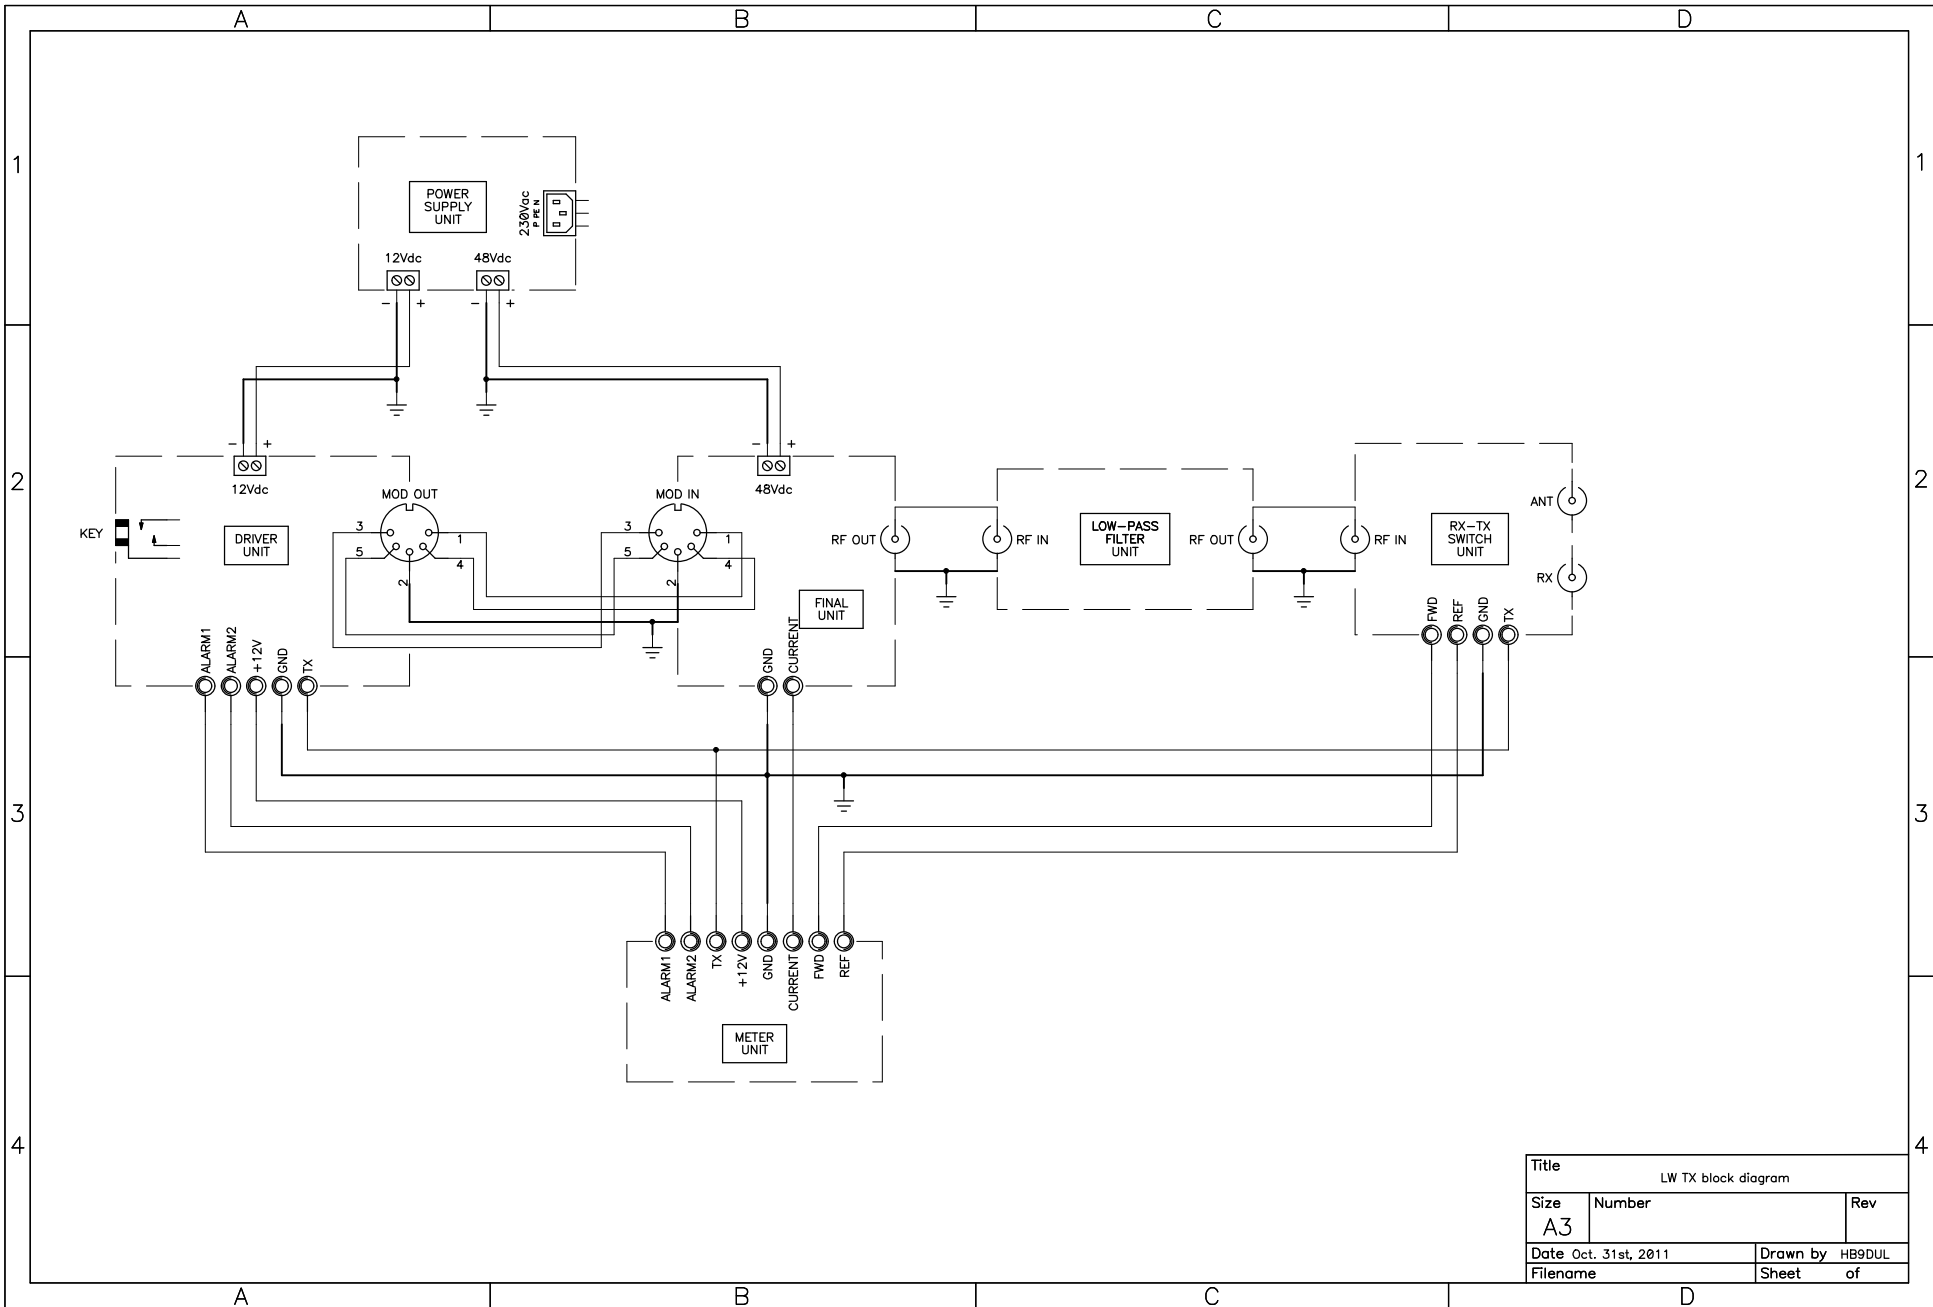 A
B
C
D
1
1
POWER
SUPPLY
UNIT
230Vac
P PE N
12Vdc
48Vdc
- +
- +
2
2
- +
12Vdc
- +
48Vdc
KEY
DRIVER
UNIT
MOD OUT
3
1
5
4
2
MOD IN
3
1
5
4
2
FINAL
UNIT
RF OUT
RF IN
LOW-PASS
FILTER
UNIT
RF OUT
RF IN
RX-TX
SWITCH
UNIT
ANT
RX
ALARM1
ALARM2
+12V
GND
TX
GND
CURRENT
FWD
REF
GND
TX
3
3
ALARM1
ALARM2
TX
+12V
GND
CURRENT
FWD
REF
METER
UNIT
4
4
Title
LW TX block diagram
Size
A3
Number
Rev
Date Oct. 31st, 2011
Drawn by HB9DUL
Filename
Sheet of
A
B
C
D